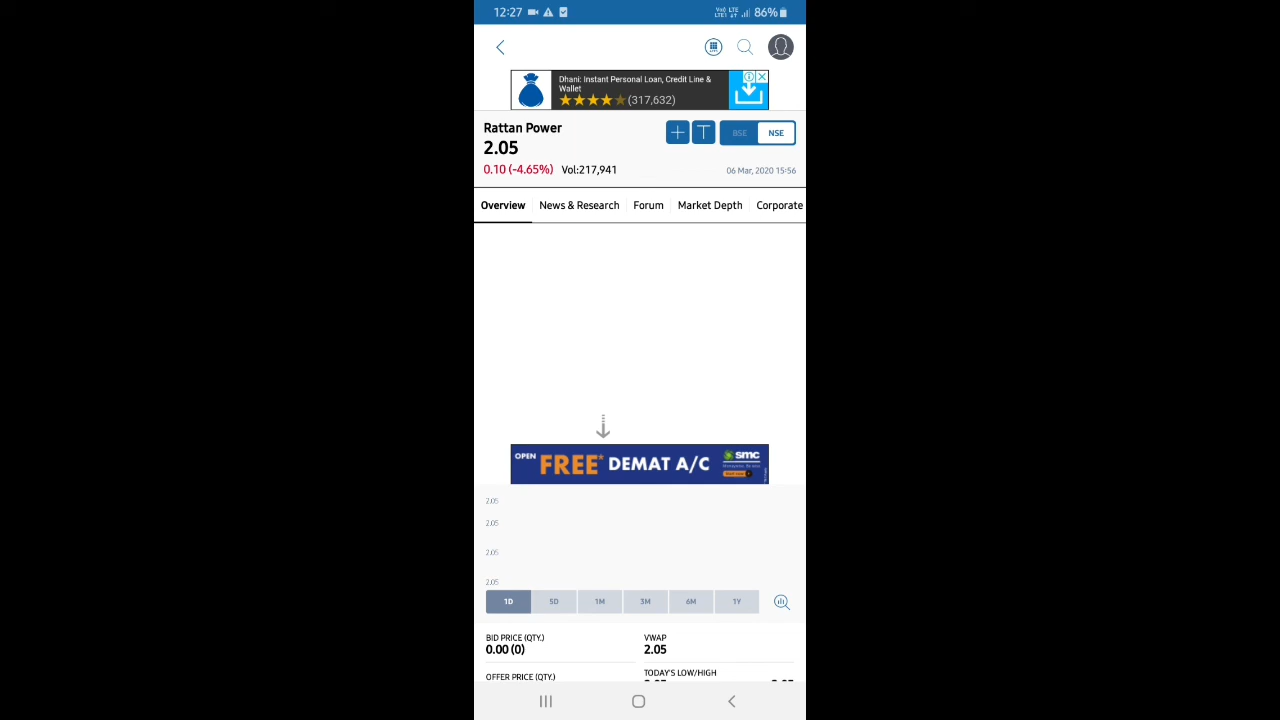 12:27
LTE
LTE1
86%
Dhani: Instant Personal Loan, Credit Line &
Wallet
(317,632)
Rattan Power
BSE NSE
2.05
0.10 (-4.65%) Vol:217,941
06 Mar, 2020 15:56
Overview News & Research Forum Market Depth Corporate
OPEN FREE* DEMAT A/C smc
2.05
2.05
2.05
2.05
1D 5D 1M 3M 6M 1Y
BID PRICE (QTY.) VWAP
0.00 (0) 2.05
OFFER PRICE (QTY.) TODAY'S LOW/HIGH